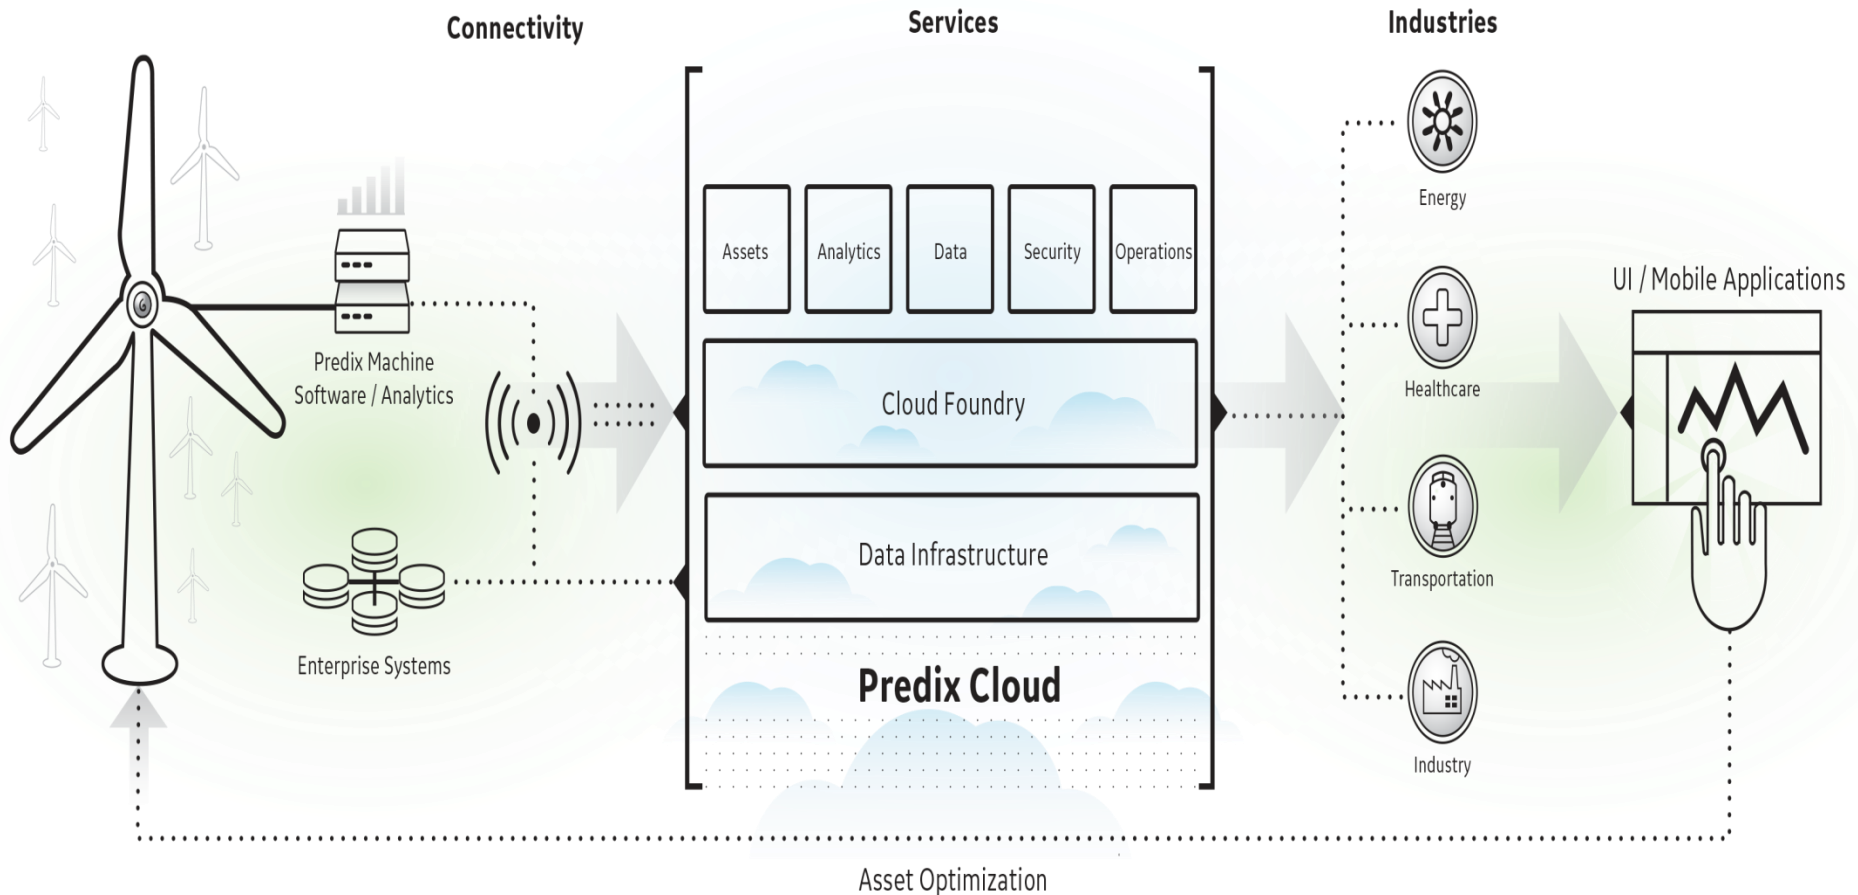 Connectivity
Services
Industries
Assets
Analytics
Data
Security
Operations
Energy
UI / Mobile Applications
Predix Machine
Software / Analytics
Cloud Foundry
Healthcare
Data Infrastructure
Transportation
Enterprise Systems
Predix Cloud
Industry
Asset Optimization